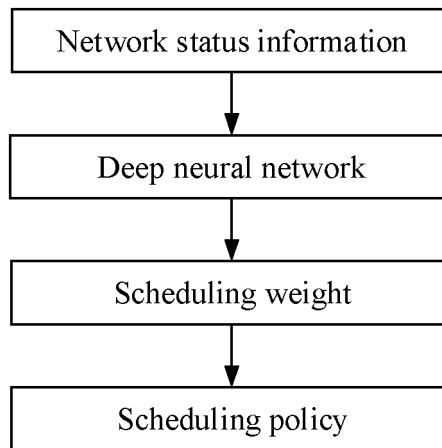 Network status information
Deep neural network
Scheduling weight
Scheduling policy